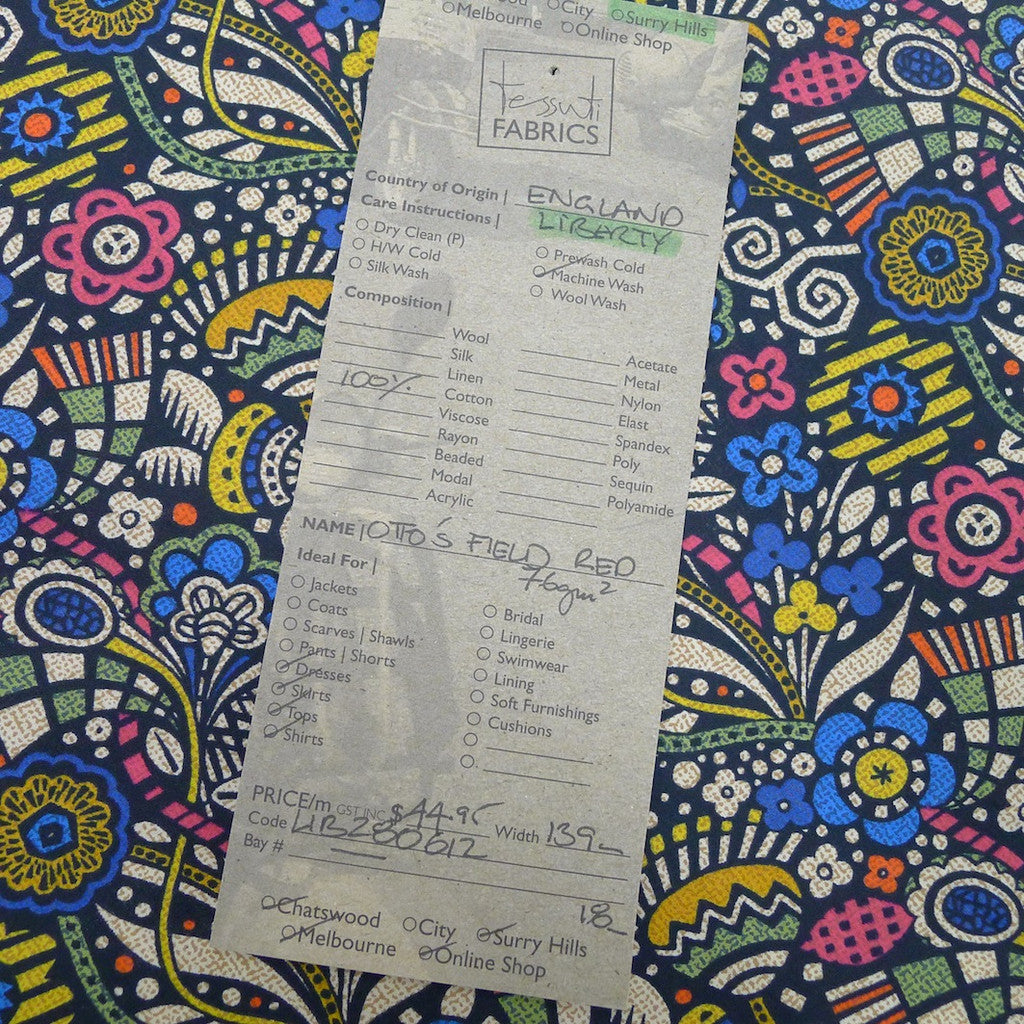 City Surry Hills
Melbourne Online Shop
tessuti
FABRICS
Country of Origin | ENGLAND
Care Instructions | LIBERTY
Dry Clean (P) Prewash Cold
H/W Cold Machine Wash
Silk Wash Wool Wash
Composition |
Wool Acetate
Silk Metal
Linen Nylon
100% Cotton Elast
Viscose Spandex
Rayon Poly
Beaded Sequin
Modal Polyamide
Acrylic
NAME | OTTO'S FIELD RED
76gm²
Ideal For |
Jackets Bridal
Coats Lingerie
Scarves | Shawls Swimwear
Pants | Shorts Lining
Dresses Soft Furnishings
Skirts Cushions
Tops
Shirts
PRICE/m GST INC $44.95 Width 139
Code LIB280612
Bay #
18
Chatswood City Surry Hills
Melbourne Online Shop